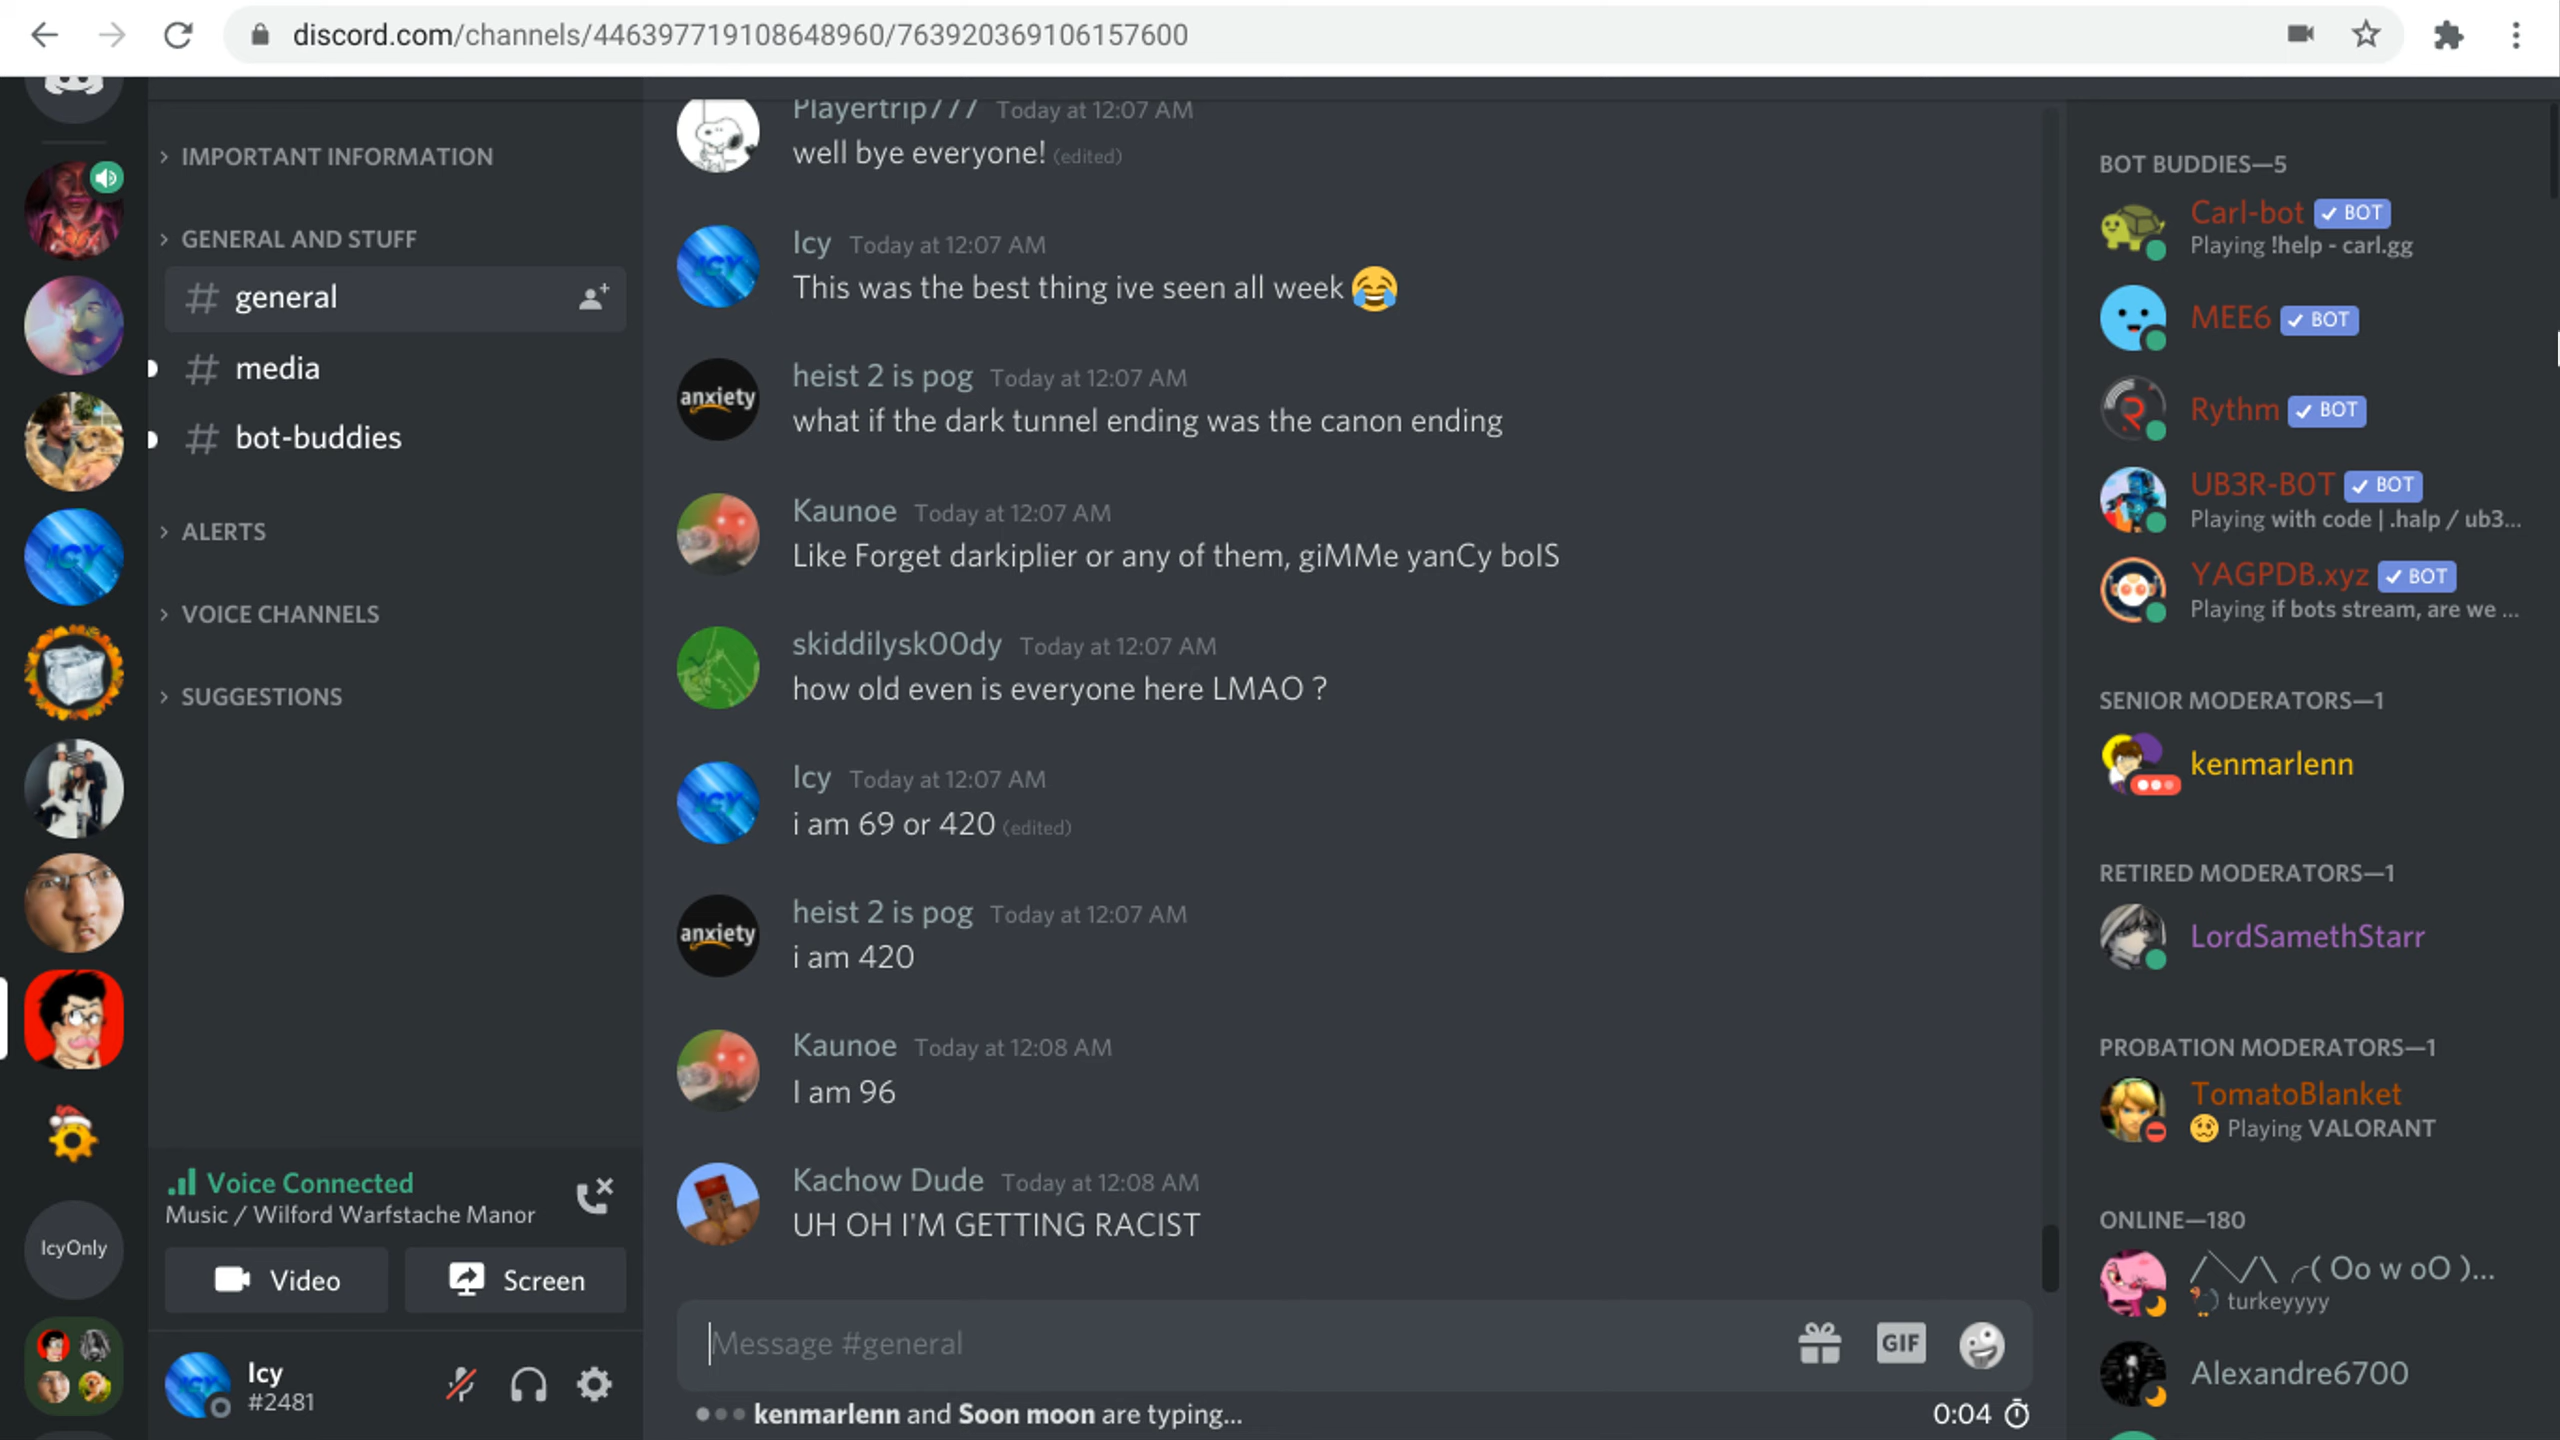 discord.com/channels/446397719108648960/763920369106157600
IMPORTANT INFORMATION
GENERAL AND STUFF
general
media
bot-buddies
ALERTS
VOICE CHANNELS
SUGGESTIONS
IcyOnly
Voice Connected
Music / Wilford Warfstache Manor
Video
Screen
Icy
#2481
Playertrip777 Today at 12:07 AM
well bye everyone! (edited)
Icy Today at 12:07 AM
This was the best thing ive seen all week 😂
anxiety
heist 2 is pog Today at 12:07 AM
what if the dark tunnel ending was the canon ending
Kaunoe Today at 12:07 AM
Like Forget darkiplier or any of them, giMMe yanCy boIS
skiddilysk00dy Today at 12:07 AM
how old even is everyone here LMAO ?
Icy Today at 12:07 AM
i am 69 or 420 (edited)
anxiety
heist 2 is pog Today at 12:07 AM
i am 420
Kaunoe Today at 12:08 AM
I am 96
Kachow Dude Today at 12:08 AM
UH OH I'M GETTING RACIST
Message #general
GIF
kenmarlenn and Soon moon are typing...
0:04
BOT BUDDIES—5
Carl-bot ✓ BOT
Playing !help - carl.gg
MEE6 ✓ BOT
Rythm ✓ BOT
UB3R-B0T ✓ BOT
Playing with code | .halp / ub3...
YAGPDB.xyz ✓ BOT
Playing if bots stream, are we ...
SENIOR MODERATORS—1
kenmarlenn
RETIRED MODERATORS—1
LordSamethStarr
PROBATION MODERATORS—1
TomatoBlanket
Playing VALORANT
ONLINE—180
/╲/\ ╭( Oo w oO )...
turkeyyyy
Alexandre6700